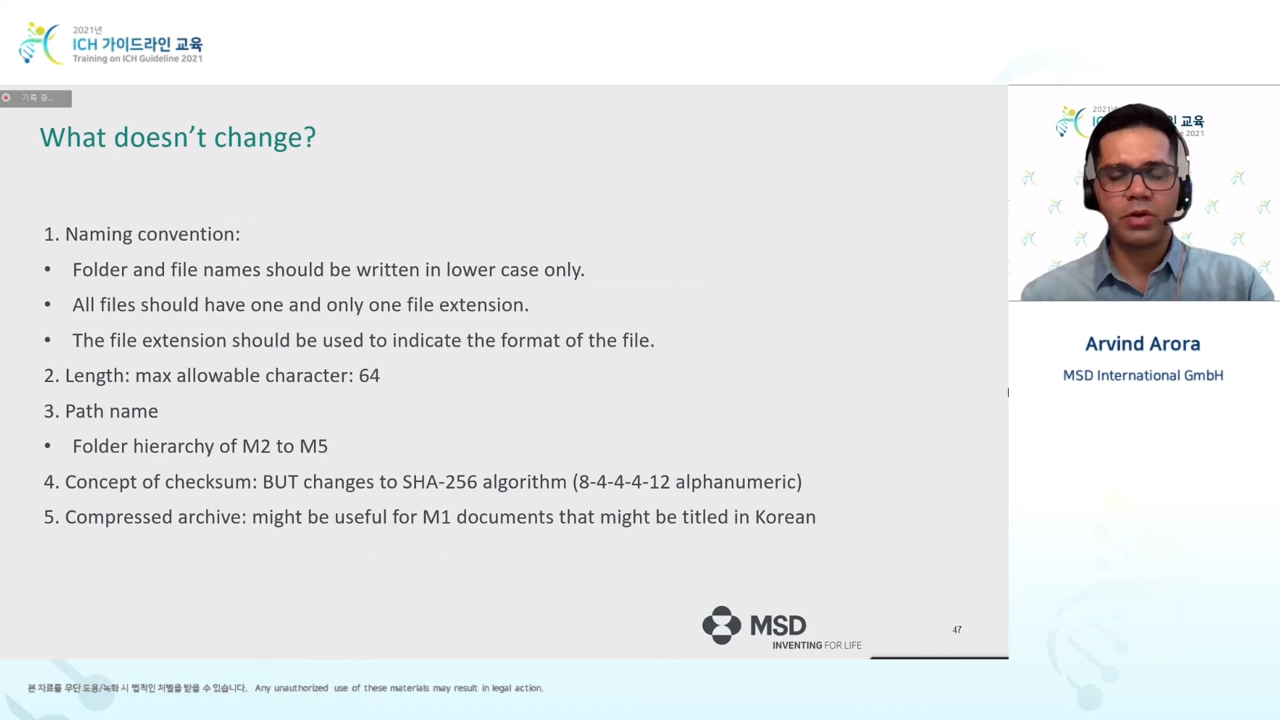 2021년
ICH 가이드라인 교육
Training on ICH Guideline 2021
기록 중...
What doesn't change?
1. Naming convention:
• Folder and file names should be written in lower case only.
• All files should have one and only one file extension.
• The file extension should be used to indicate the format of the file.
2. Length: max allowable character: 64
3. Path name
• Folder hierarchy of M2 to M5
4. Concept of checksum: BUT changes to SHA-256 algorithm (8-4-4-4-12 alphanumeric)
5. Compressed archive: might be useful for M1 documents that might be titled in Korean
MSD
INVENTING FOR LIFE
47
2021
교육
2021
Arvind Arora
MSD International GmbH
본 자료를 무단 도용/녹화 시 법적인 처벌을 받을 수 있습니다. Any unauthorized use of these materials may result in legal action.